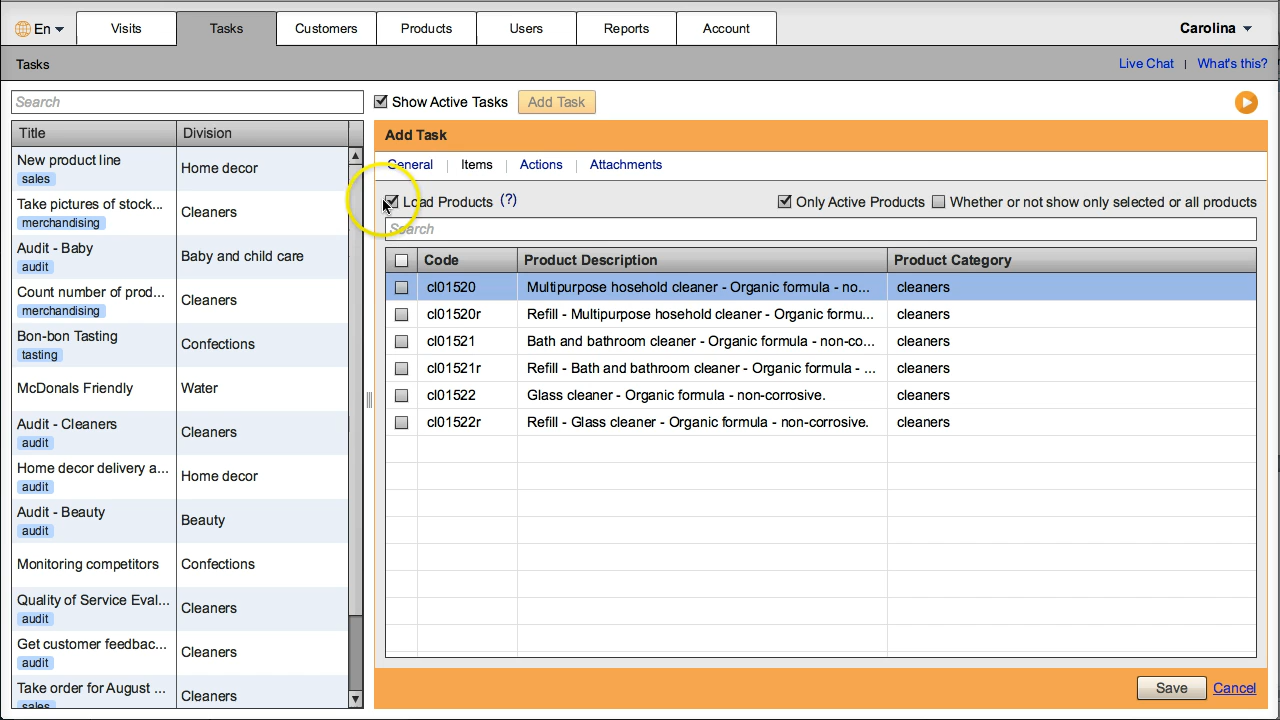 En Visits Tasks Customers Products Users Reports Account Carolina
Tasks Live Chat | What's this?
Search
Title Division
New product line Home decor
sales
Take pictures of stock... Cleaners
merchandising
Audit - Baby Baby and child care
audit
Count number of prod... Cleaners
merchandising
Bon-bon Tasting Confections
tasting
McDonals Friendly Water
Audit - Cleaners Cleaners
audit
Home decor delivery a... Home decor
audit
Audit - Beauty Beauty
audit
Monitoring competitors Confections
Quality of Service Eval... Cleaners
audit
Get customer feedbac... Cleaners
audit
Take order for August ... Cleaners
sales
Show Active Tasks Add Task
Add Task
General | Items | Actions | Attachments
Load Products (?) Only Active Products Whether or not show only selected or all products
Search
Code Product Description Product Category
cl01520 Multipurpose hosehold cleaner - Organic formula - no... cleaners
cl01520r Refill - Multipurpose hosehold cleaner - Organic formu... cleaners
cl01521 Bath and bathroom cleaner - Organic formula - non-co... cleaners
cl01521r Refill - Bath and bathroom cleaner - Organic formula - ... cleaners
cl01522 Glass cleaner - Organic formula - non-corrosive. cleaners
cl01522r Refill - Glass cleaner - Organic formula - non-corrosive. cleaners
Save Cancel